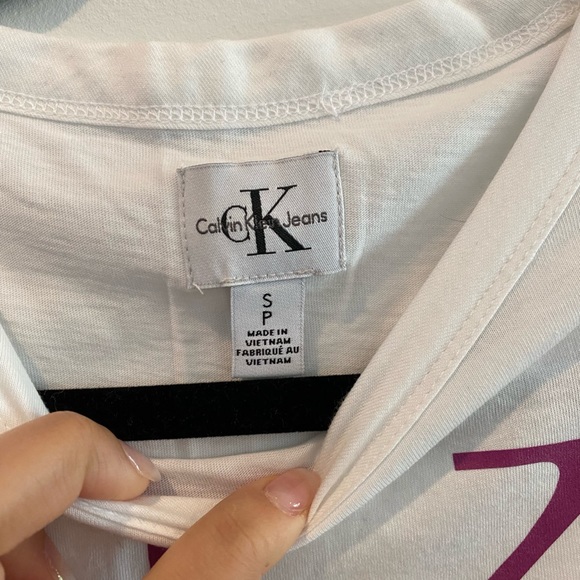 CK
Calvin Klein Jeans
S
P
MADE IN
VIETNAM
FABRIQUÉ AU
VIETNAM